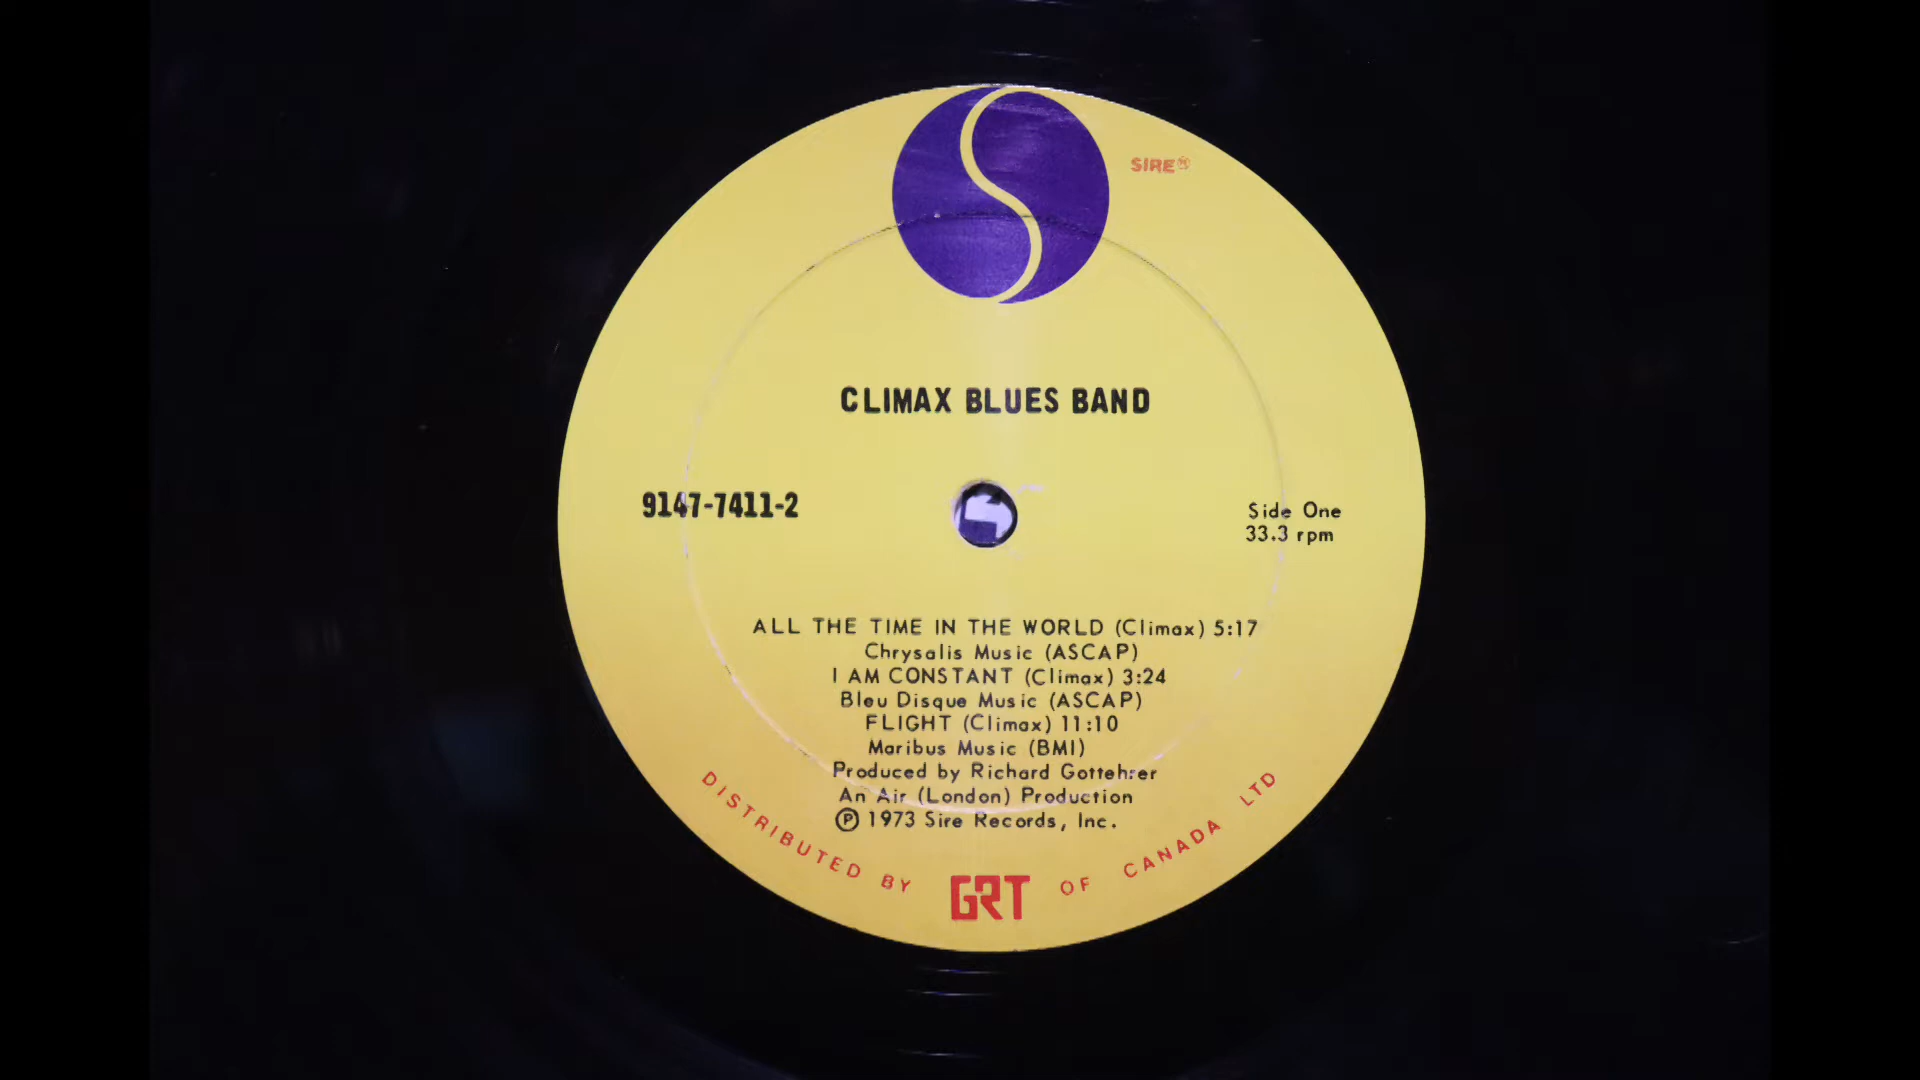 SIRE
CLIMAX BLUES BAND
9147-7411-2
Side One
33.3 rpm
ALL THE TIME IN THE WORLD (Climax) 5:17
Chrysalis Music (ASCAP)
I AM CONSTANT (Climax) 3:24
Bleu Disque Music (ASCAP)
FLIGHT (Climax) 11:10
Maribus Music (BMI)
Produced by Richard Gottehrer
An Air (London) Production
Ⓟ 1973 Sire Records, Inc.
DISTRIBUTED BY GRT OF CANADA LTD